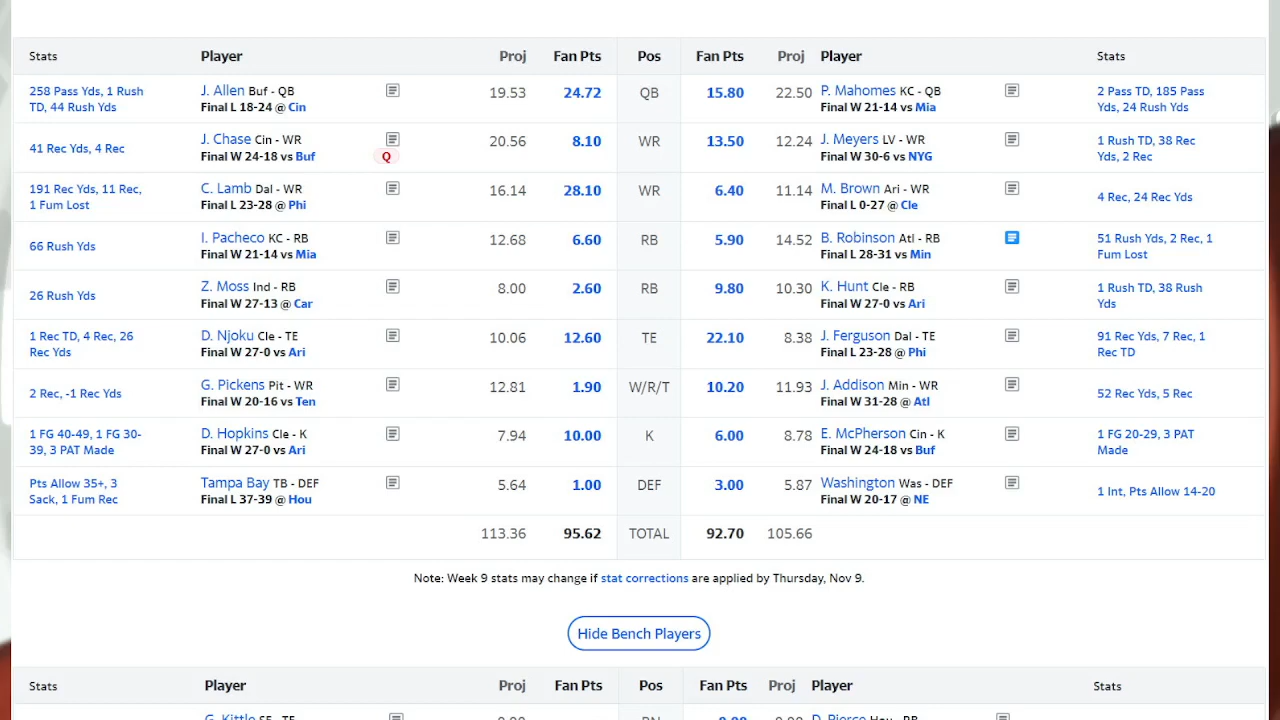 Stats Player Proj Fan Pts Pos Fan Pts Proj Player Stats
258 Pass Yds, 1 Rush TD, 44 Rush Yds J. Allen Buf - QB Final L 18-24 @ Cin 19.53 24.72 QB 15.80 22.50 P. Mahomes KC - QB Final W 21-14 vs Mia 2 Pass TD, 185 Pass Yds, 24 Rush Yds
41 Rec Yds, 4 Rec J. Chase Cin - WR Final W 24-18 vs Buf Q 20.56 8.10 WR 13.50 12.24 J. Meyers LV - WR Final W 30-6 vs NYG 1 Rush TD, 38 Rec Yds, 2 Rec
191 Rec Yds, 11 Rec, 1 Fum Lost C. Lamb Dal - WR Final L 23-28 @ Phi 16.14 28.10 WR 6.40 11.14 M. Brown Ari - WR Final L 0-27 @ Cle 4 Rec, 24 Rec Yds
66 Rush Yds I. Pacheco KC - RB Final W 21-14 vs Mia 12.68 6.60 RB 5.90 14.52 B. Robinson Atl - RB Final L 28-31 vs Min 51 Rush Yds, 2 Rec, 1 Fum Lost
26 Rush Yds Z. Moss Ind - RB Final W 27-13 @ Car 8.00 2.60 RB 9.80 10.30 K. Hunt Cle - RB Final W 27-0 vs Ari 1 Rush TD, 38 Rush Yds
1 Rec TD, 4 Rec, 26 Rec Yds D. Njoku Cle - TE Final W 27-0 vs Ari 10.06 12.60 TE 22.10 8.38 J. Ferguson Dal - TE Final L 23-28 @ Phi 91 Rec Yds, 7 Rec, 1 Rec TD
2 Rec, -1 Rec Yds G. Pickens Pit - WR Final W 20-16 vs Ten 12.81 1.90 W/R/T 10.20 11.93 J. Addison Min - WR Final W 31-28 @ Atl 52 Rec Yds, 5 Rec
1 FG 40-49, 1 FG 30-39, 3 PAT Made D. Hopkins Cle - K Final W 27-0 vs Ari 7.94 10.00 K 6.00 8.78 E. McPherson Cin - K Final W 24-18 vs Buf 1 FG 20-29, 3 PAT Made
Pts Allow 35+, 3 Sack, 1 Fum Rec Tampa Bay TB - DEF Final L 37-39 @ Hou 5.64 1.00 DEF 3.00 5.87 Washington Was - DEF Final W 20-17 @ NE 1 Int, Pts Allow 14-20
113.36 95.62 TOTAL 92.70 105.66
Note: Week 9 stats may change if stat corrections are applied by Thursday, Nov 9.
Hide Bench Players
Stats Player Proj Fan Pts Pos Fan Pts Proj Player Stats
G. Kittle SF - TE D. Pierce Hou - RB